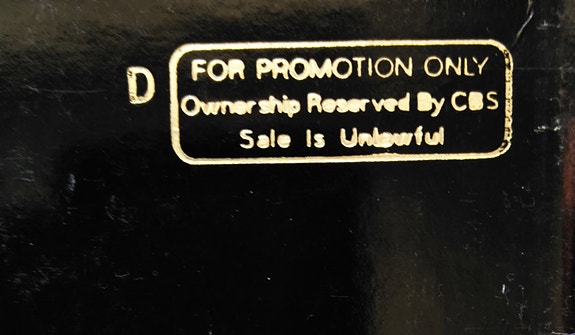 D
FOR PROMOTION ONLY
Ownership Reserved By CBS
Sale Is Unlawful